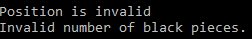 Position is invalid
Invalid number of black pieces.